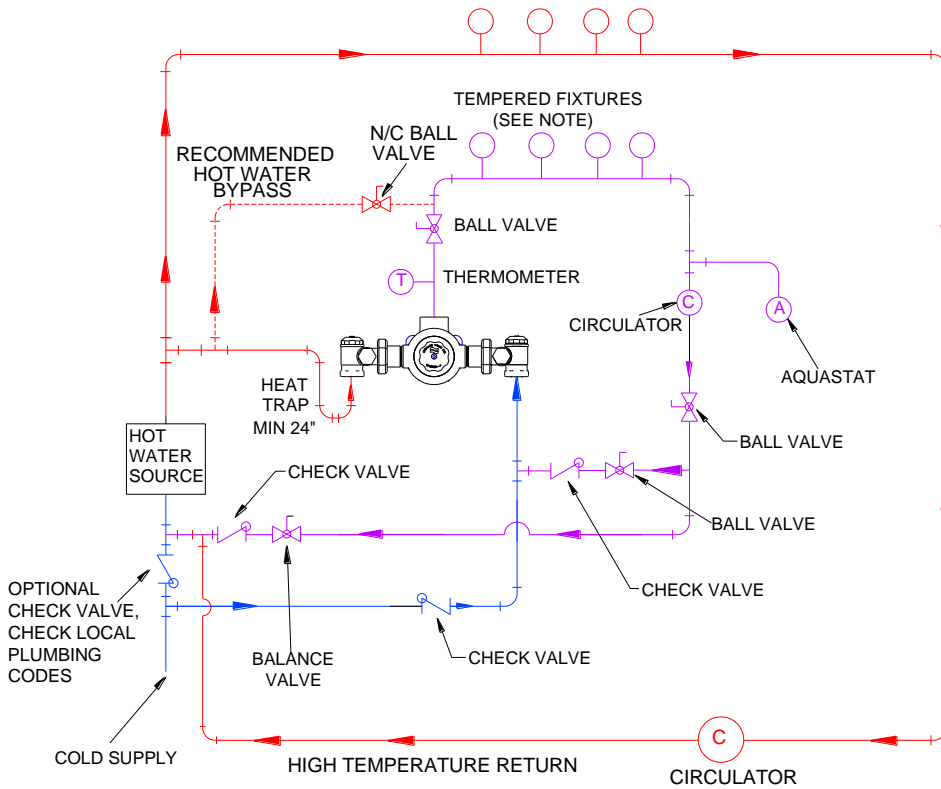 TEMPERED FIXTURES
(SEE NOTE)
N/C BALL
VALVE
RECOMMENDED
HOT WATER
BYPASS
BALL VALVE
T
THERMOMETER
C
A
CIRCULATOR
AQUASTAT
HEAT
TRAP
MIN 24"
HOT
WATER
SOURCE
BALL VALVE
CHECK VALVE
BALL VALVE
OPTIONAL
CHECK VALVE,
CHECK LOCAL
PLUMBING
CODES
CHECK VALVE
BALANCE
VALVE
CHECK VALVE
COLD SUPPLY
HIGH TEMPERATURE RETURN
C
CIRCULATOR